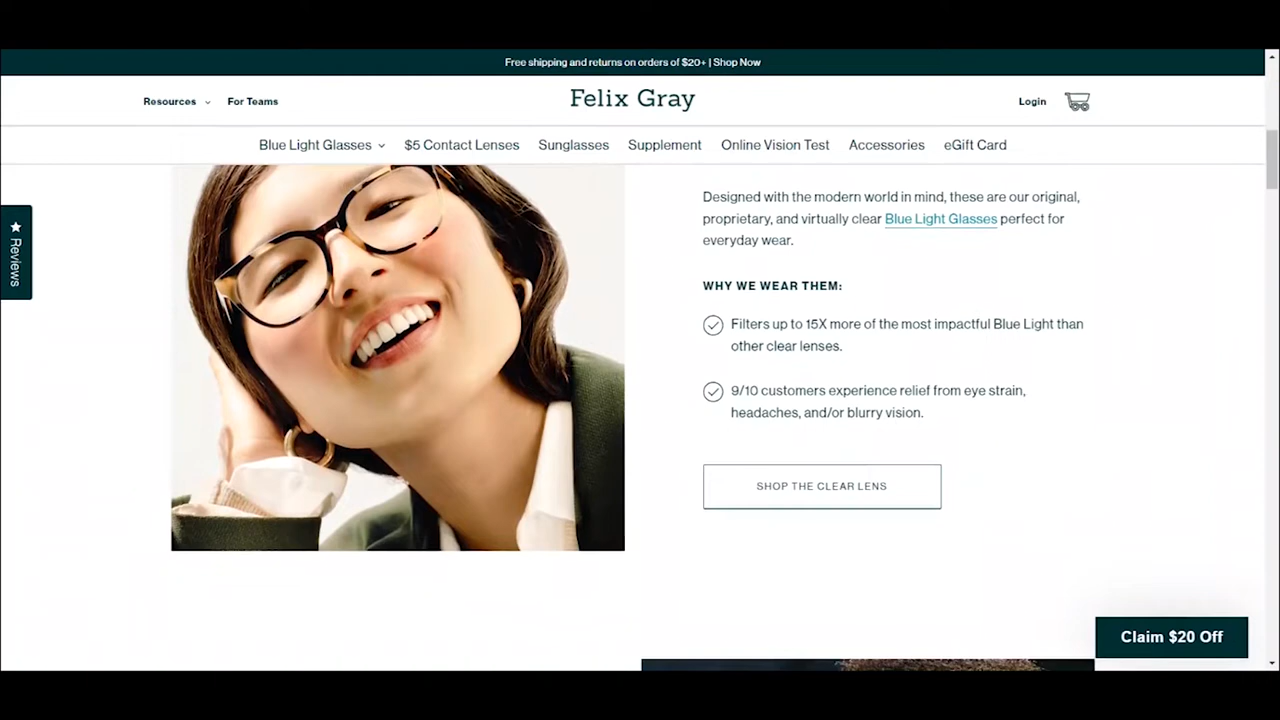 Free shipping and returns on orders of $20+ | Shop Now
Resources
For Teams
Felix Gray
Login
Blue Light Glasses
$5 Contact Lenses
Sunglasses
Supplement
Online Vision Test
Accessories
eGift Card
Reviews
Designed with the modern world in mind, these are our original,
proprietary, and virtually clear Blue Light Glasses perfect for
everyday wear.
WHY WE WEAR THEM:
Filters up to 15X more of the most impactful Blue Light than
other clear lenses.
9/10 customers experience relief from eye strain,
headaches, and/or blurry vision.
SHOP THE CLEAR LENS
Claim $20 Off